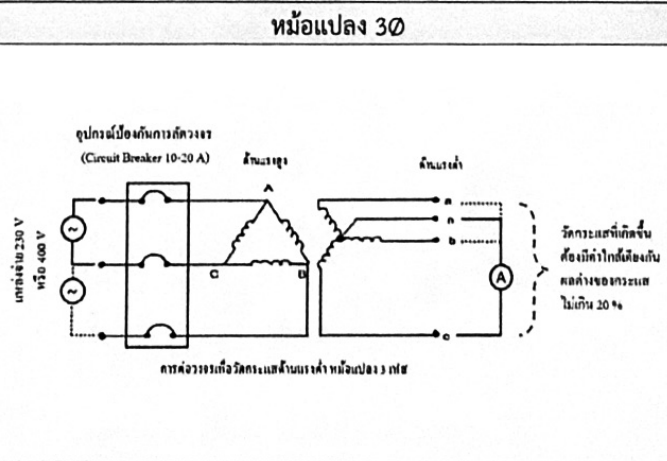 หม้อแปลง 3Ø
อุปกรณ์ป้องกันการลัดวงจร
(Circuit Breaker 10-20 A)
ด้านแรงสูง
ด้านแรงต่ำ
A
C
B
a
n
b
c
A
~
~
แหล่งจ่าย 230 V
หรือ 400 V
วัดกระแสที่เกิดขึ้น
ต้องมีค่าใกล้เคียงกัน
ผลต่างของกระแส
ไม่เกิน 20 %
การต่อวงจรเพื่อวัดกระแสด้านแรงต่ำ หม้อแปลง 3 เฟส